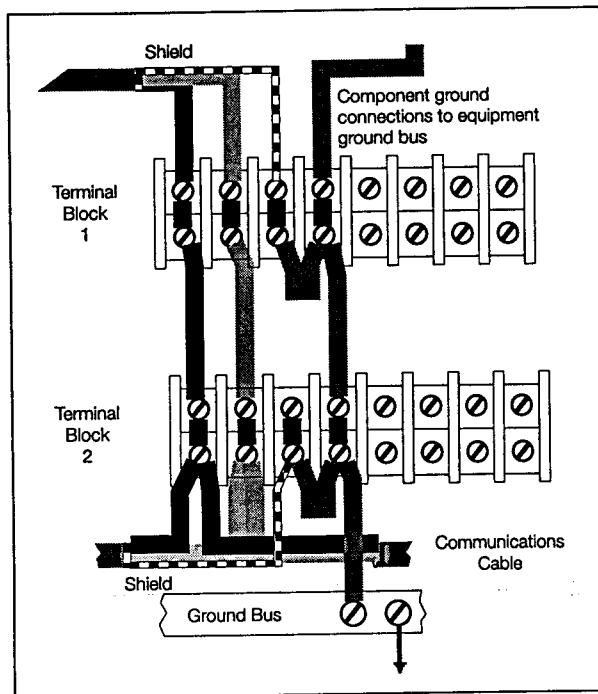 Shield
Component ground
connections to equipment
ground bus
Terminal
Block
1
Terminal
Block
2
Communications
Cable
Shield
Ground Bus